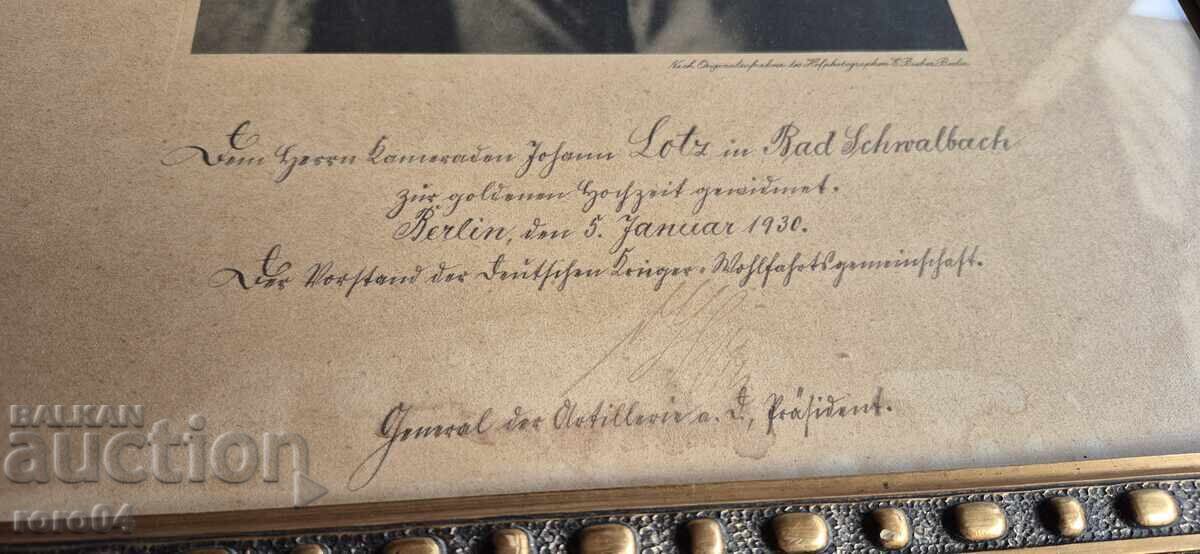 Nach Originalaufnahme des Hofphotographen E. Bieber, Berlin.
Dem Herrn Kameraden Johann Lotz in Bad Schwalbach
zur goldenen Hochzeit gewidmet.
Berlin, den 5. Januar 1930.
Der Vorstand der Deutschen Krieger-Wohlfahrtsgemeinschaft.
General der Artillerie a. D., Präsident.
BALKAN
auction
roro04